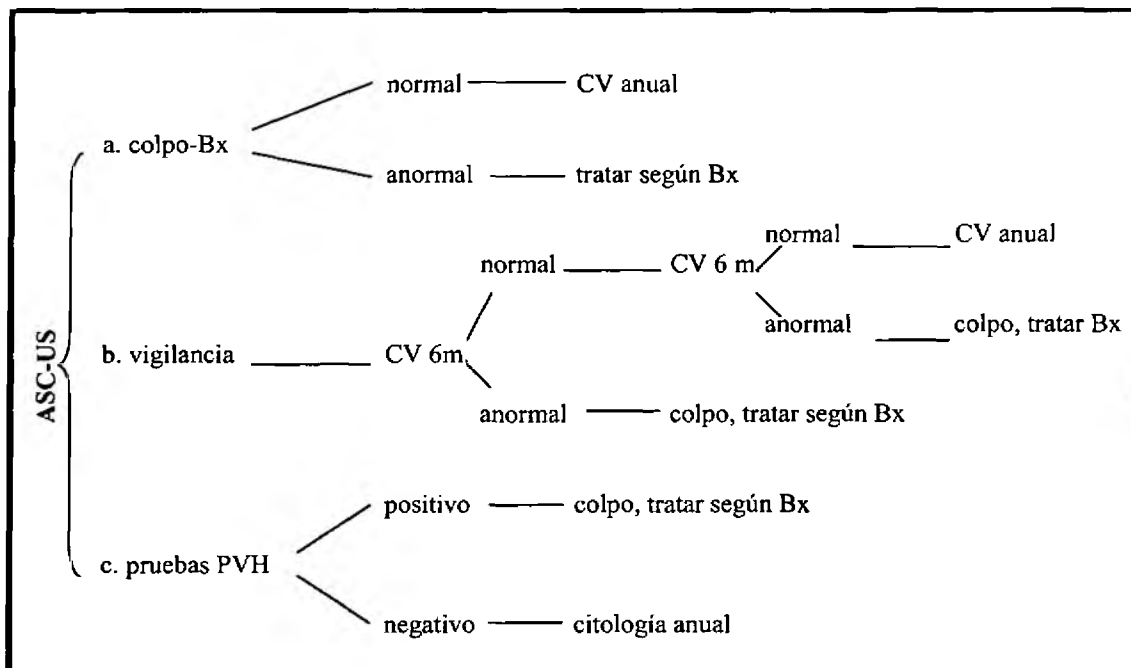 normal CV anual
a. colpo-Bx
anormal tratar según Bx
normal CV anual
normal CV 6 m
anormal colpo, tratar Bx
ASC-US
b. vigilancia CV 6m
anormal colpo, tratar según Bx
positivo colpo, tratar según Bx
c. pruebas PVH
negativo citología anual